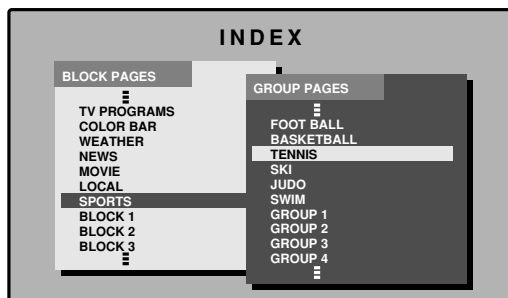 INDEX
BLOCK PAGES
TV PROGRAMS
COLOR BAR
WEATHER
NEWS
MOVIE
LOCAL
SPORTS
BLOCK 1
BLOCK 2
BLOCK 3
GROUP PAGES
FOOT BALL
BASKETBALL
TENNIS
SKI
JUDO
SWIM
GROUP 1
GROUP 2
GROUP 3
GROUP 4